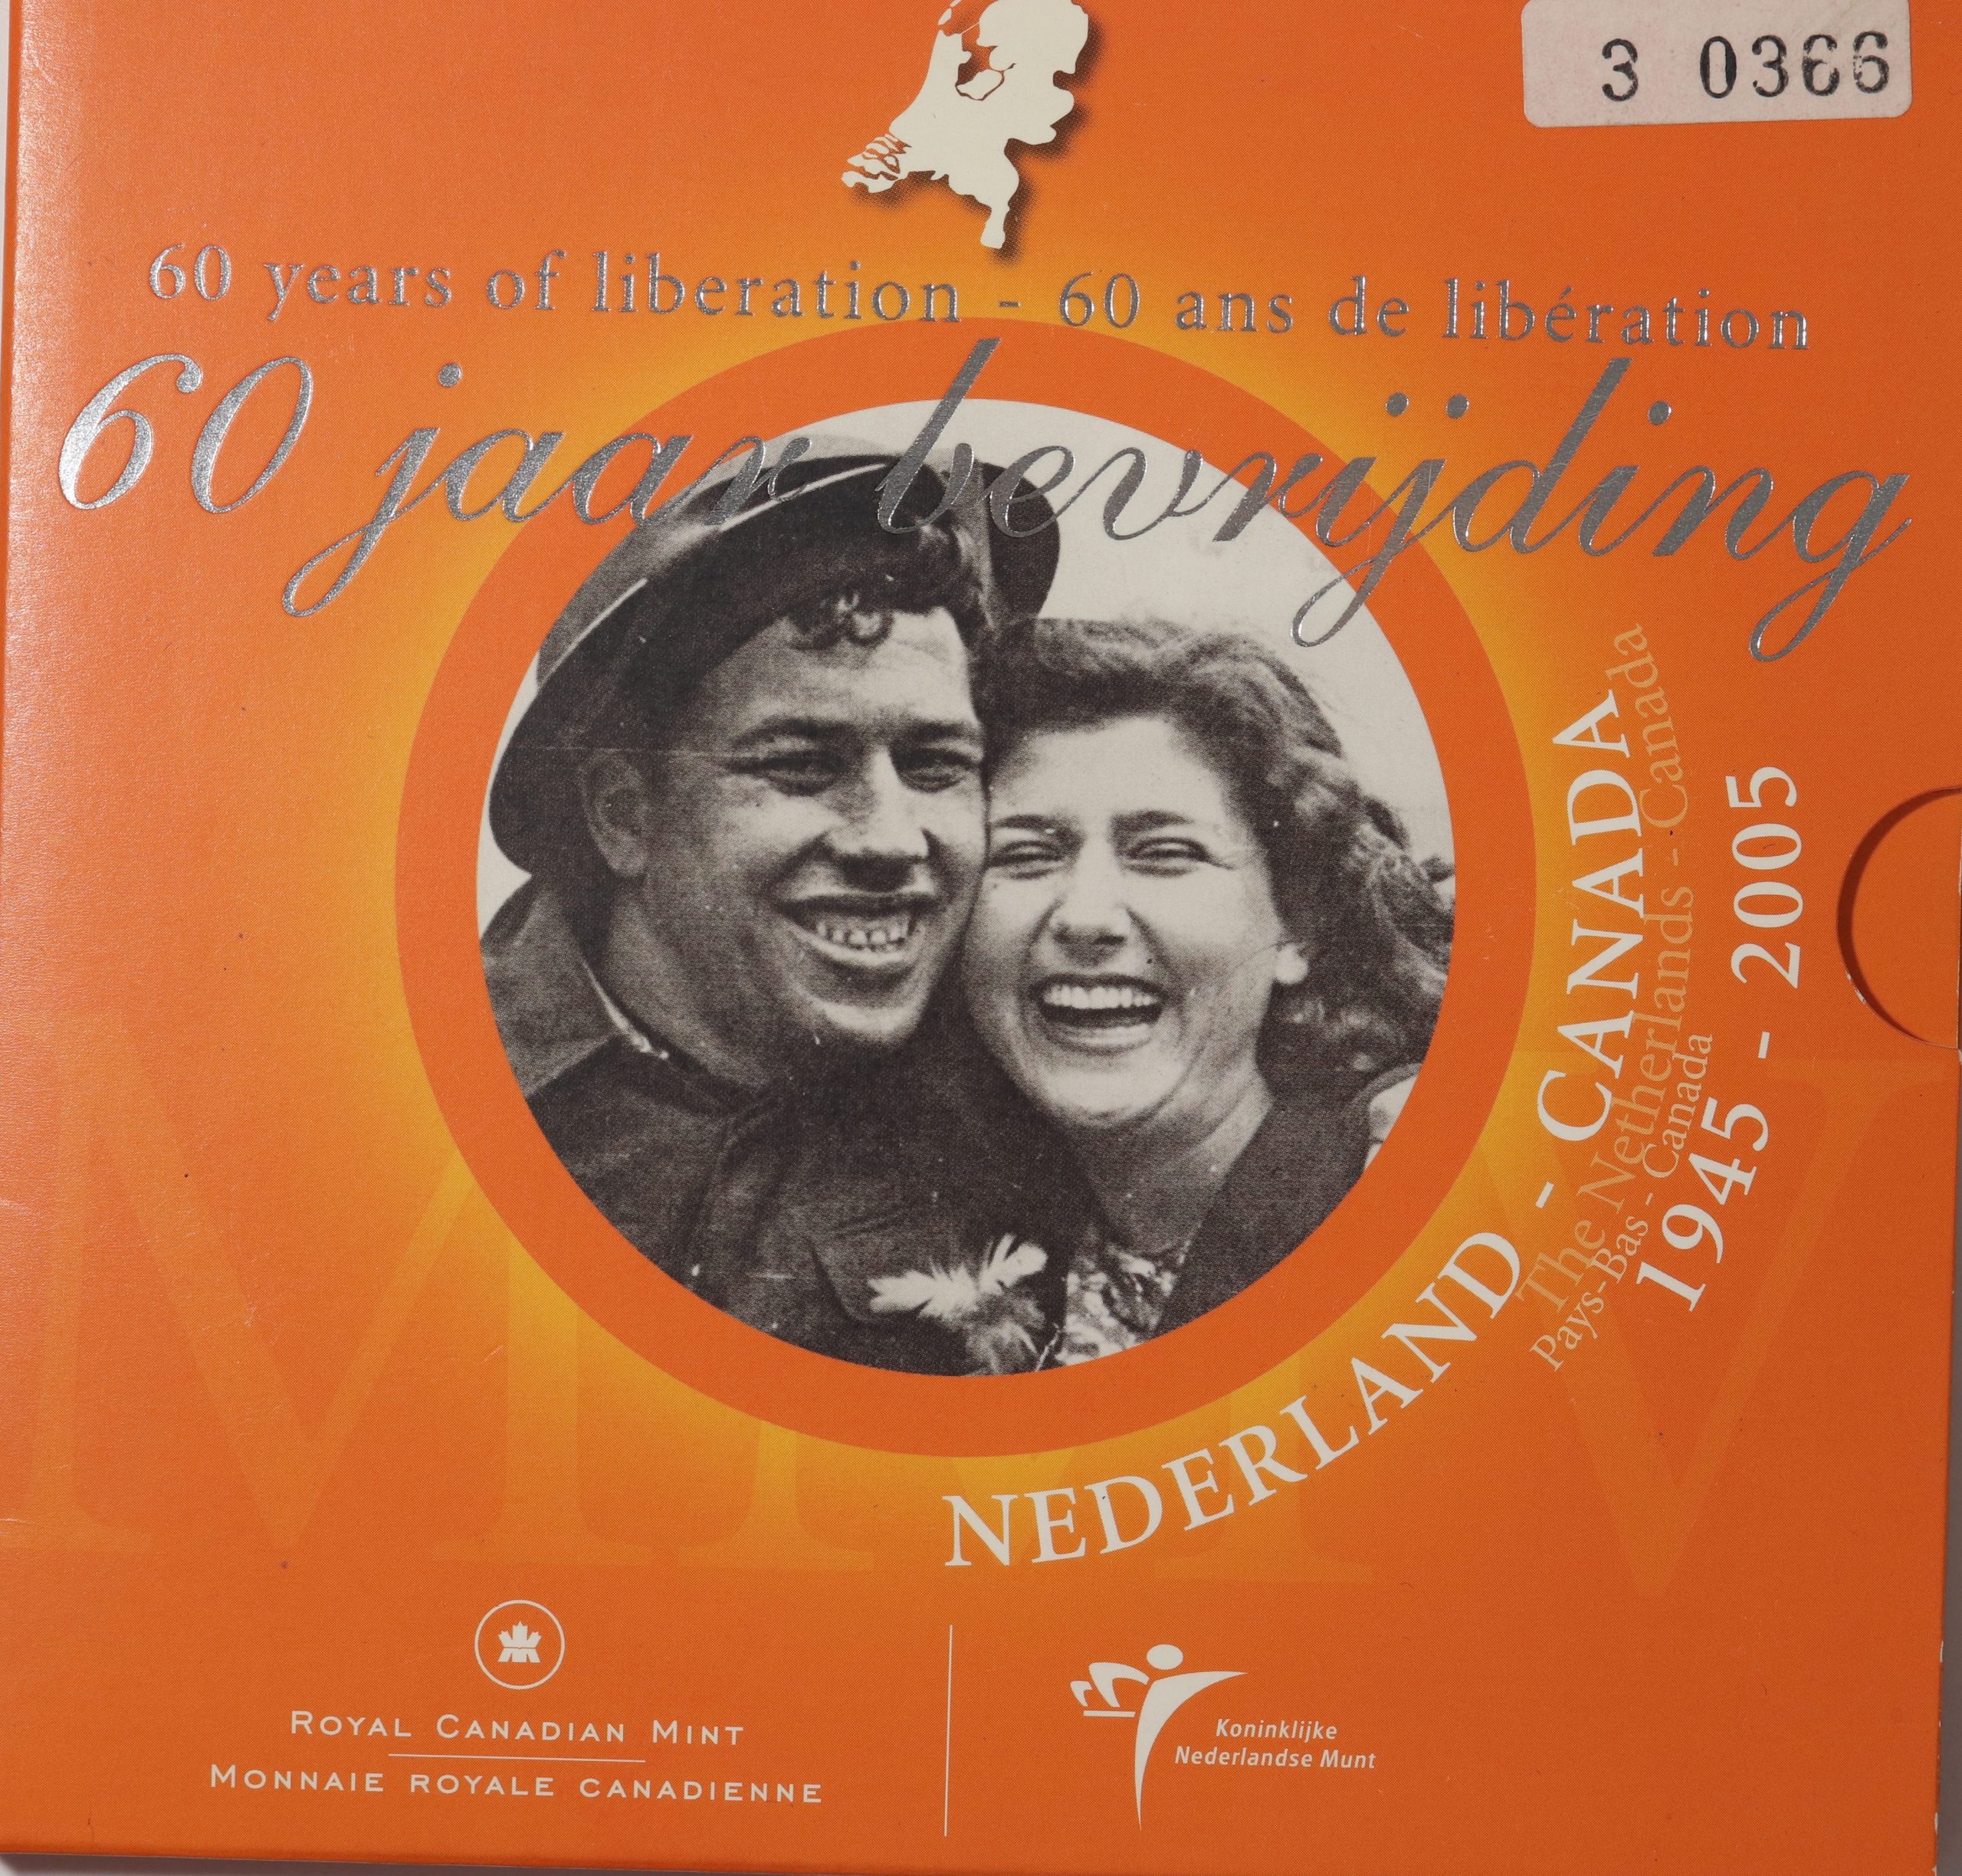 3 0366
60 years of liberation - 60 ans de libération
60 jaar bevrijding
NEDERLAND - CANADA
The Netherlands - Canada
Pays-Bas - Canada
1945 - 2005
ROYAL CANADIAN MINT
MONNAIE ROYALE CANADIENNE
Koninklijke
Nederlandse Munt